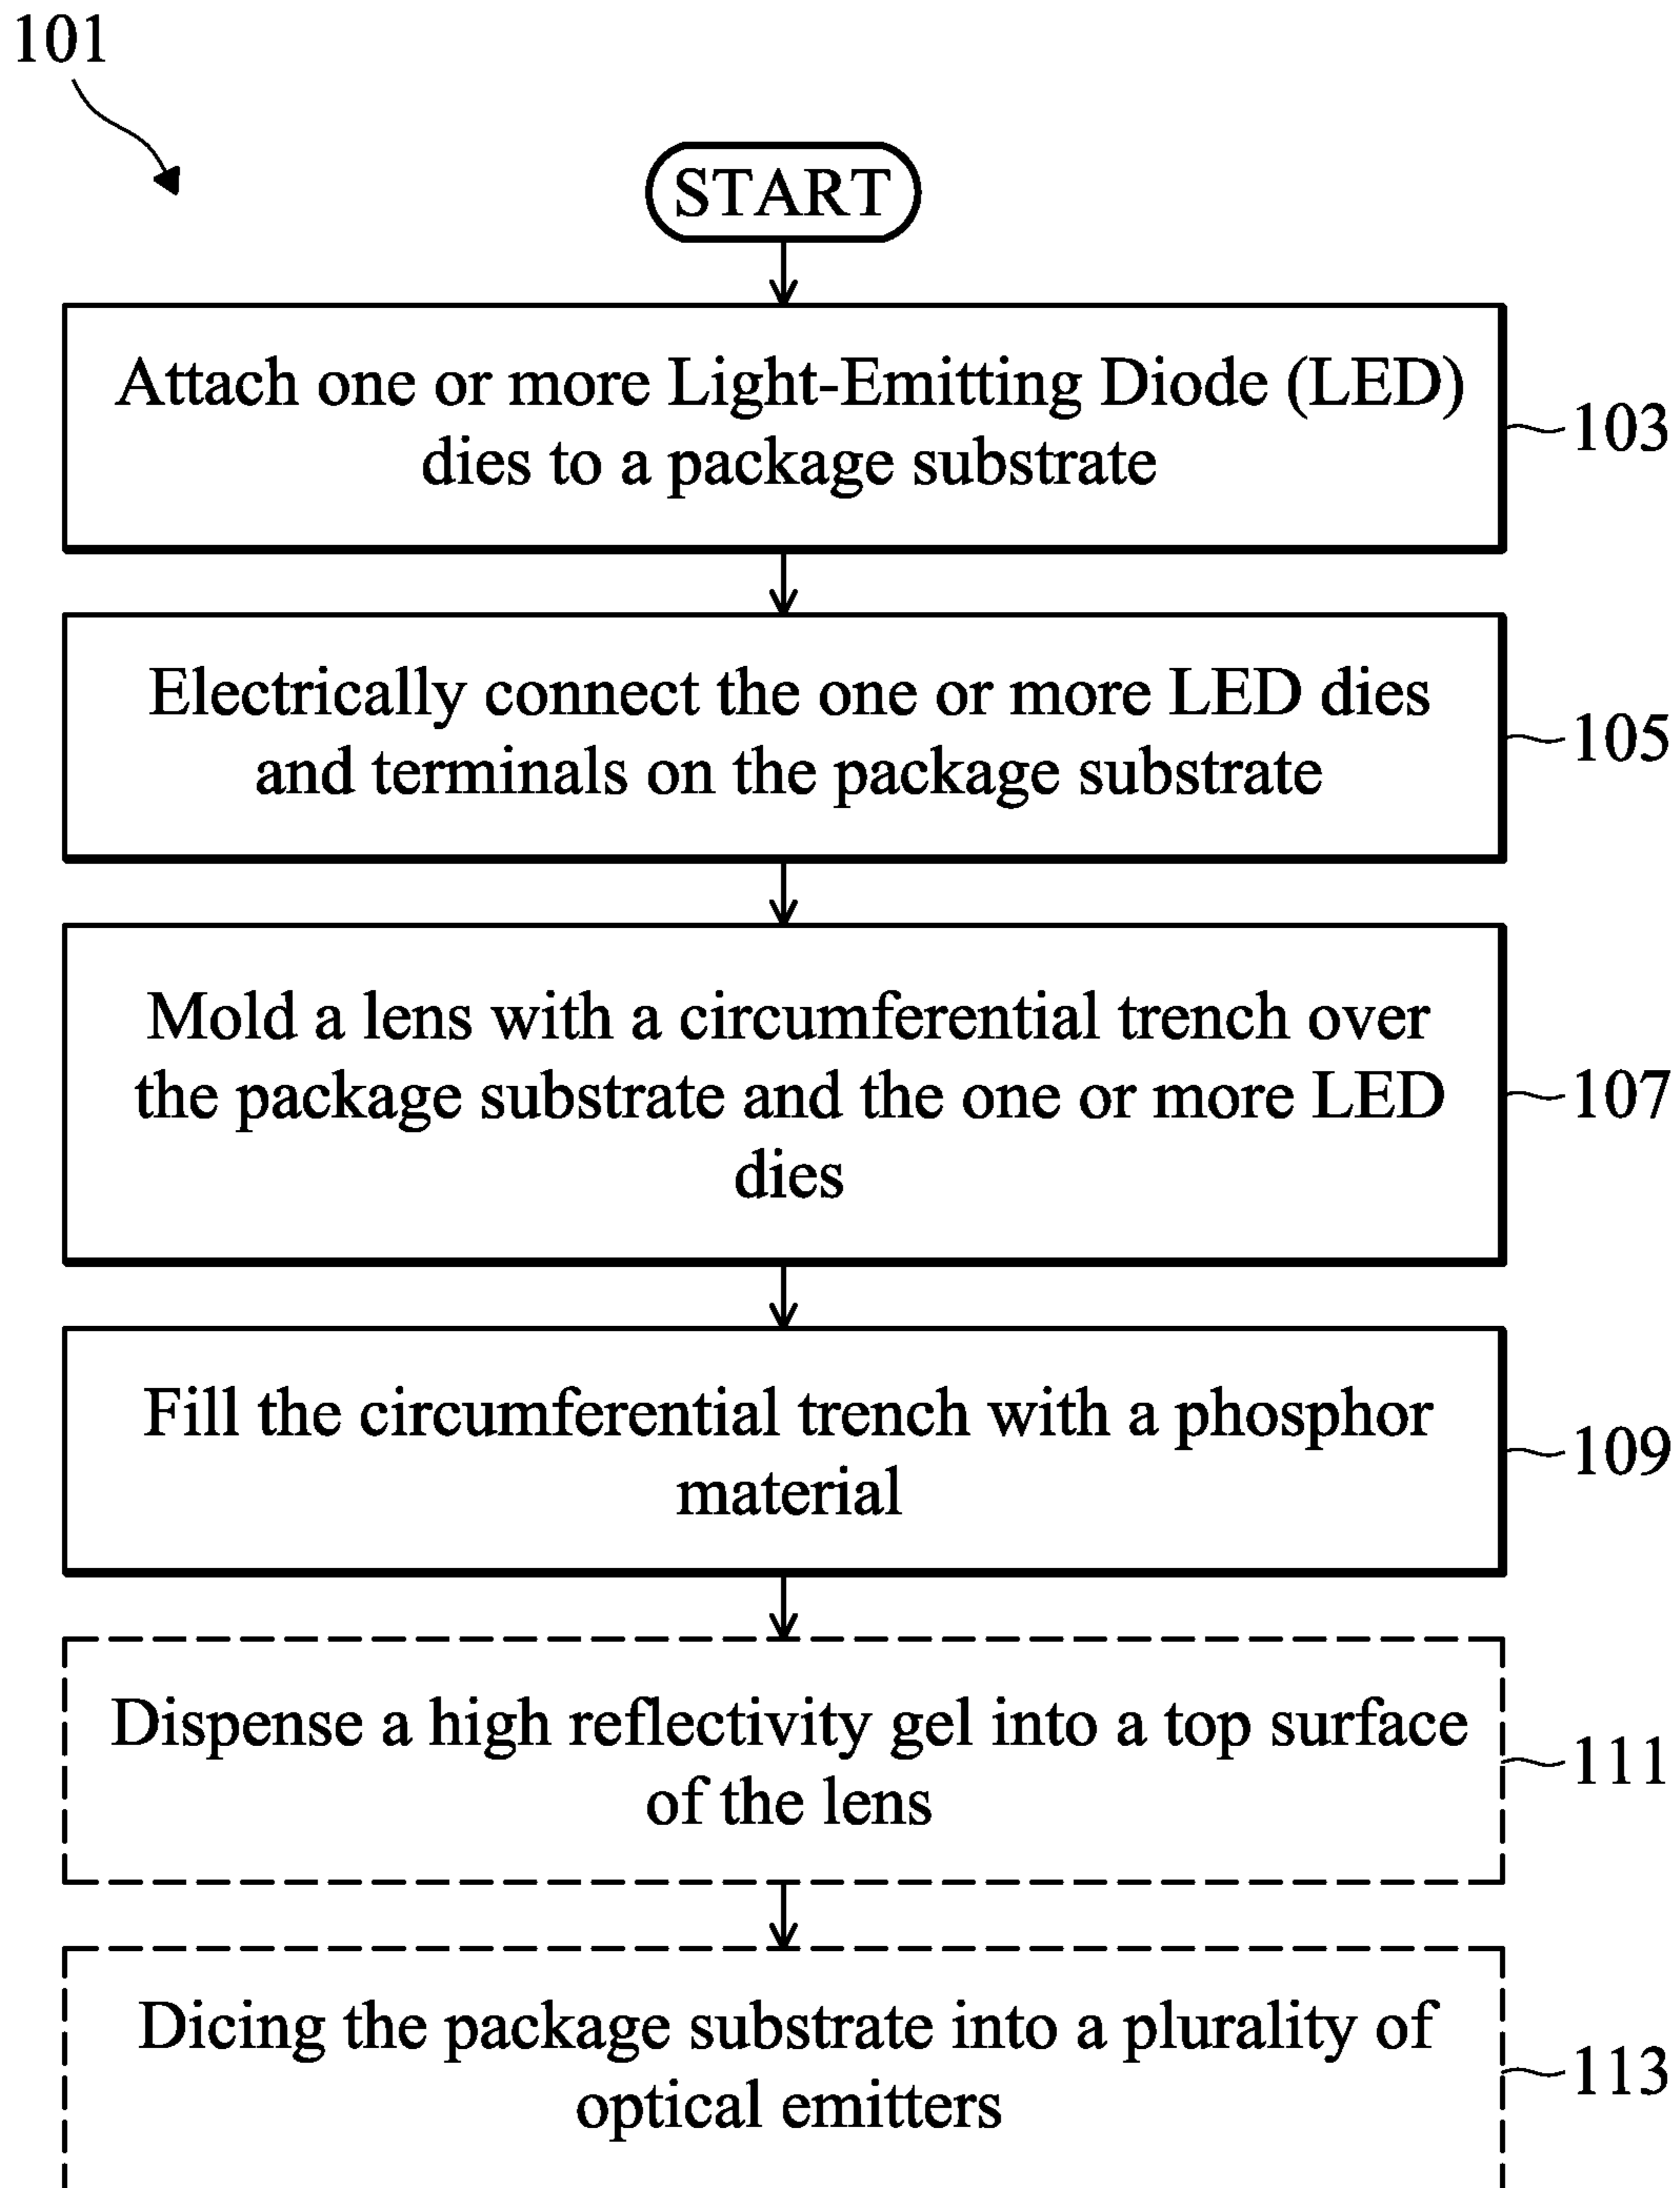 101
START
Attach one or more Light-Emitting Diode (LED)
dies to a package substrate
103
Electrically connect the one or more LED dies
and terminals on the package substrate
105
Mold a lens with a circumferential trench over
the package substrate and the one or more LED
dies
107
Fill the circumferential trench with a phosphor
material
109
Dispense a high reflectivity gel into a top surface
of the lens
111
Dicing the package substrate into a plurality of
optical emitters
113